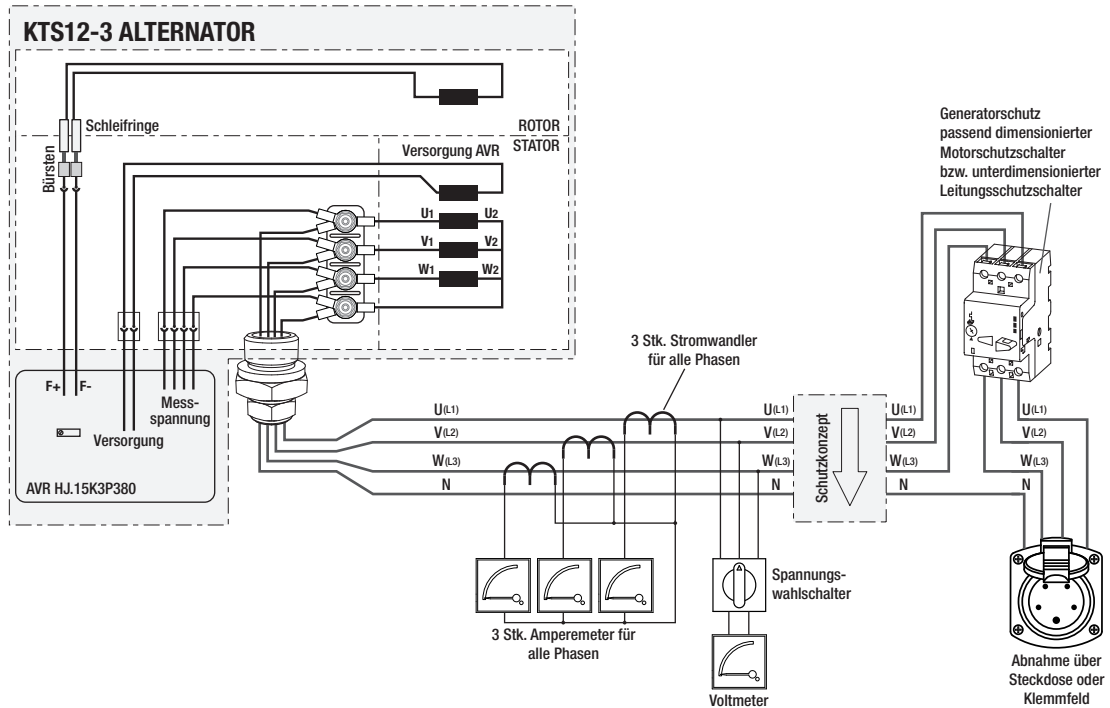 KTS12-3 ALTERNATOR
Schleifringe
ROTOR
STATOR
Bürsten
Versorgung AVR
U1
U2
V1
V2
W1
W2
F+
F-
Mess-
spannung
Versorgung
AVR HJ.15K3P380
Generatorschutz
passend dimensionierter
Motorschutzschalter
bzw. unterdimensionierter
Leitungsschutzschalter
3 Stk. Stromwandler
für alle Phasen
U(L1)
V(L2)
W(L3)
N
U(L1)
V(L2)
W(L3)
N
Schutzkonzept
U(L1)
V(L2)
W(L3)
N
U(L1)
V(L2)
W(L3)
N
3 Stk. Amperemeter für
alle Phasen
Spannungs-
wahlschalter
Voltmeter
Abnahme über
Steckdose oder
Klemmfeld